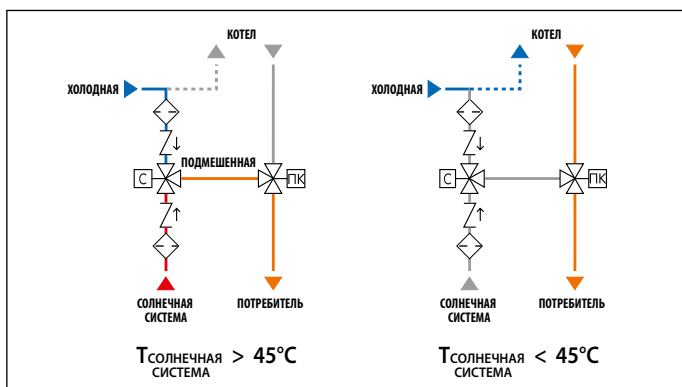 КОТЕЛ
ХОЛОДНАЯ
ПОДМЕШЕННАЯ
С
ПК
СОЛНЕЧНАЯ
СИСТЕМА
ПОТРЕБИТЕЛЬ
TСОЛНЕЧНАЯ > 45°C
СИСТЕМА
КОТЕЛ
ХОЛОДНАЯ
С
ПК
СОЛНЕЧНАЯ
СИСТЕМА
ПОТРЕБИТЕЛЬ
TСОЛНЕЧНАЯ < 45°C
СИСТЕМА